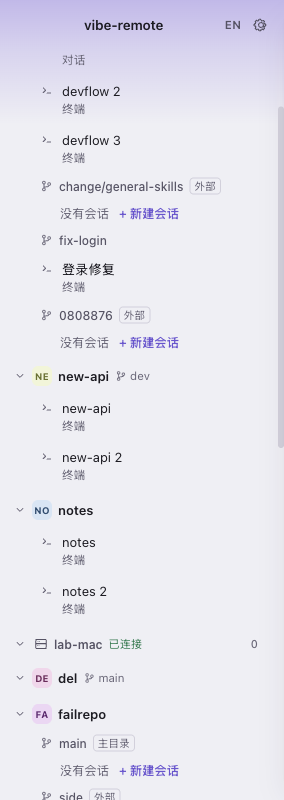 vibe-remote EN
对话
devflow 2
终端
devflow 3
终端
change/general-skills 外部
没有会话 + 新建会话
fix-login
登录修复
终端
0808876 外部
没有会话 + 新建会话
NE new-api dev
new-api
终端
new-api 2
终端
NO notes
notes
终端
notes 2
终端
lab-mac 已连接 0
DE del main
FA failrepo
main 主目录
没有会话 + 新建会话
side 外部